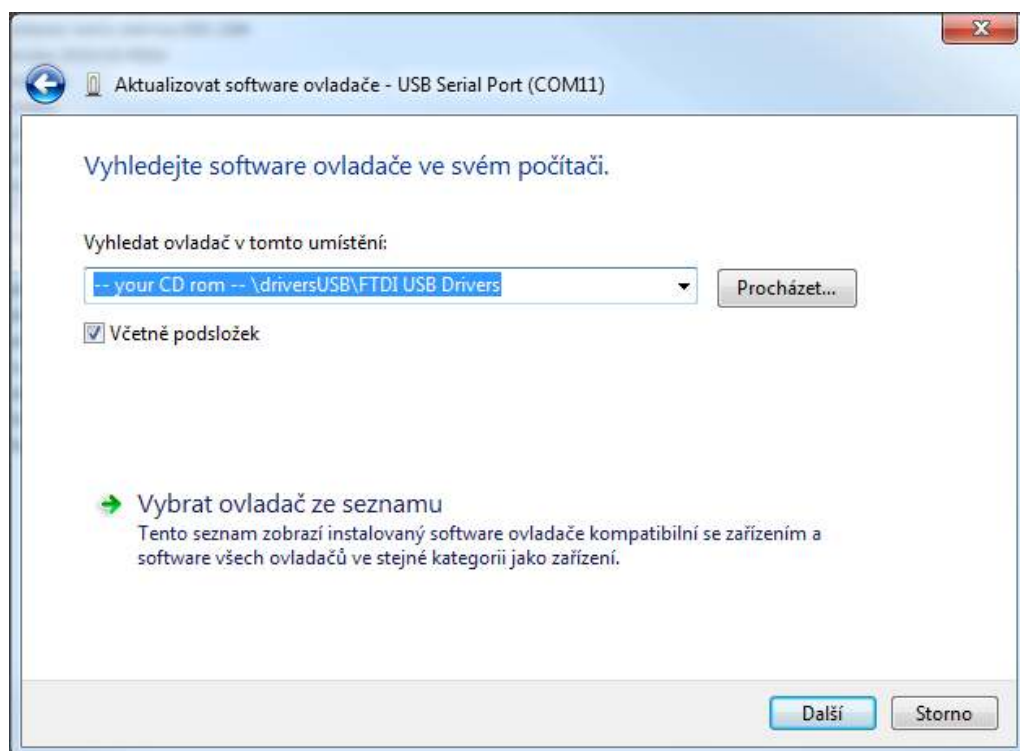 Aktualizovat software ovladače - USB Serial Port (COM11)
Vyhledejte software ovladače ve svém počítači.
Vyhledat ovladač v tomto umístění:
-- your CD rom -- \driversUSB\FTDI USB Drivers
Procházet...
Včetně podsložek
Vybrat ovladač ze seznamu
Tento seznam zobrazí instalovaný software ovladače kompatibilní se zařízením a
software všech ovladačů ve stejné kategorii jako zařízení.
Další
Storno